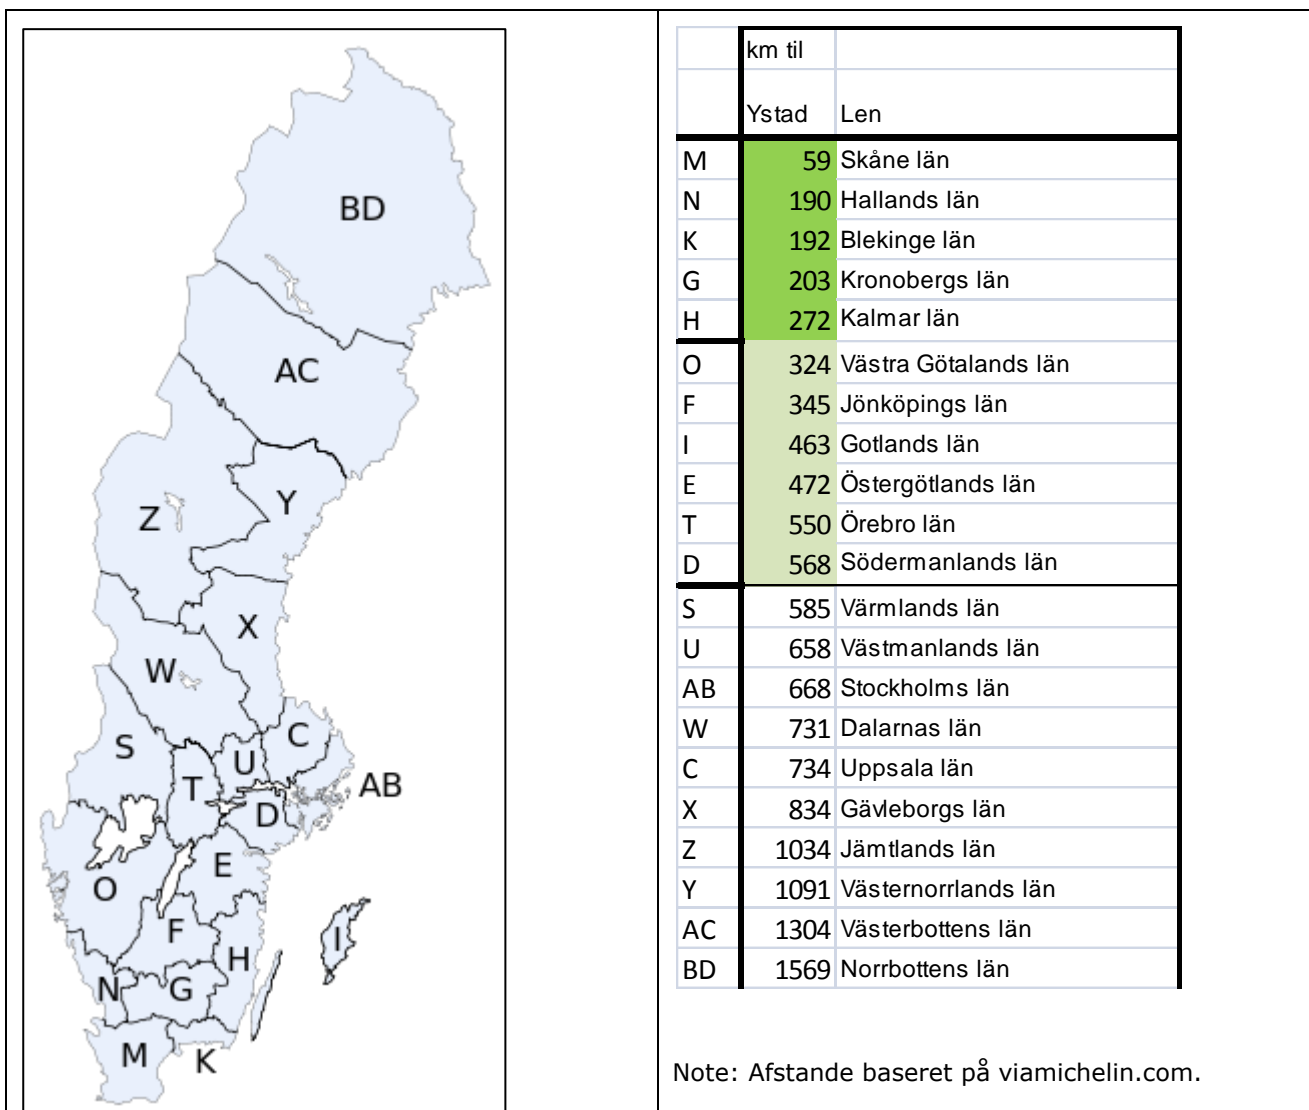 BD
AC
Z
Y
X
W
S
C
U
T
AB
D
E
O
F
H
I
N
G
M
K
km til
Ystad Len
M 59 Skåne län
N 190 Hallands län
K 192 Blekinge län
G 203 Kronobergs län
H 272 Kalmar län
O 324 Västra Götalands län
F 345 Jönköpings län
I 463 Gotlands län
E 472 Östergötlands län
T 550 Örebro län
D 568 Södermanlands län
S 585 Värmlands län
U 658 Västmanlands län
AB 668 Stockholms län
W 731 Dalarnas län
C 734 Uppsala län
X 834 Gävleborgs län
Z 1034 Jämtlands län
Y 1091 Västernorrlands län
AC 1304 Västerbottens län
BD 1569 Norrbottens län
Note: Afstande baseret på viamichelin.com.